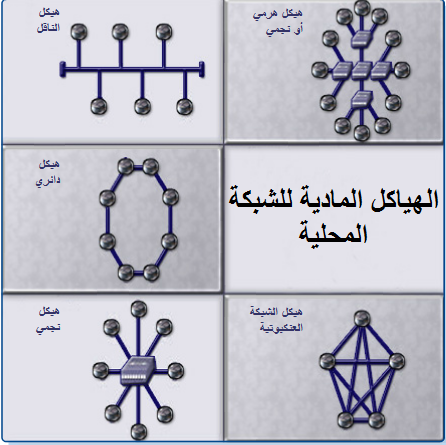 هيكل هرمي
أو نجمي
هيكل
الناقل
هيكل
دائري
الهياكل المادية للشبكة
المحلية
هيكل الشبكة
العنكبوتية
هيكل
نجمي